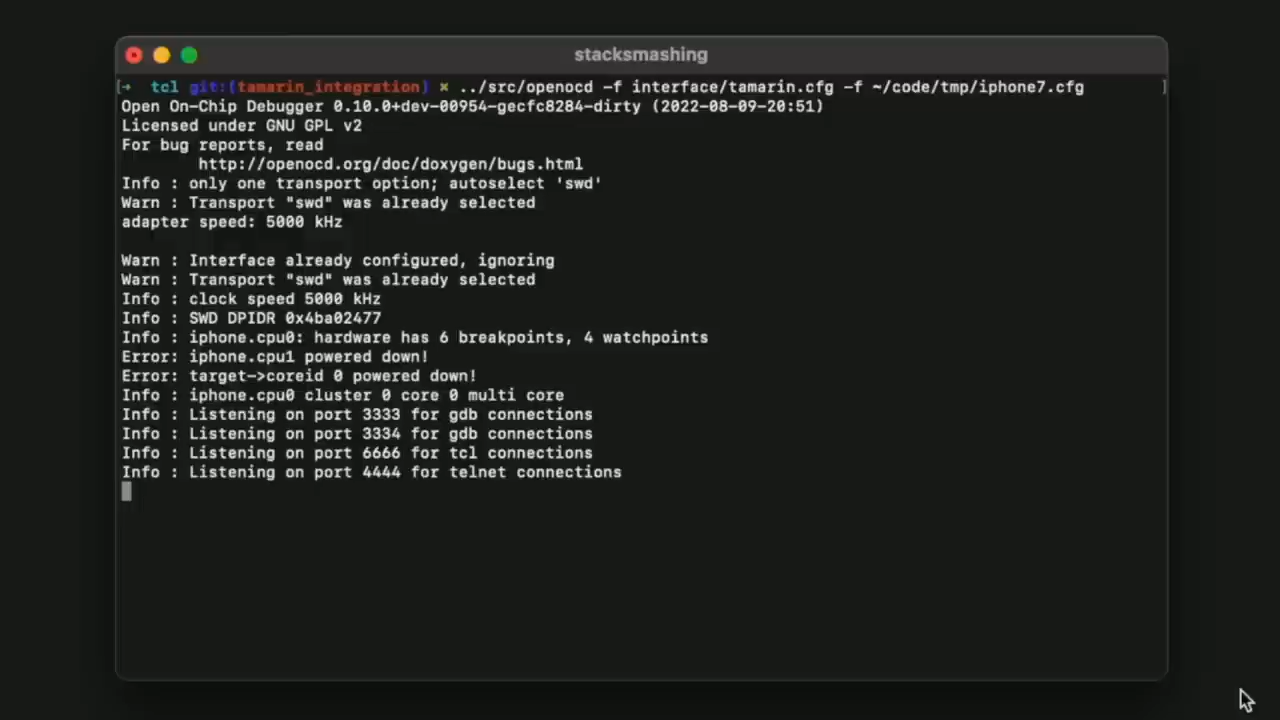 stacksmashing
[→  tcl git:(tamarin_integration) ✗ ../src/openocd -f interface/tamarin.cfg -f ~/code/tmp/iphone7.cfg ]
Open On-Chip Debugger 0.10.0+dev-00954-gecfc8284-dirty (2022-08-09-20:51)
Licensed under GNU GPL v2
For bug reports, read
        http://openocd.org/doc/doxygen/bugs.html
Info : only one transport option; autoselect 'swd'
Warn : Transport "swd" was already selected
adapter speed: 5000 kHz
Warn : Interface already configured, ignoring
Warn : Transport "swd" was already selected
Info : clock speed 5000 kHz
Info : SWD DPIDR 0x4ba02477
Info : iphone.cpu0: hardware has 6 breakpoints, 4 watchpoints
Error: iphone.cpu1 powered down!
Error: target->coreid 0 powered down!
Info : iphone.cpu0 cluster 0 core 0 multi core
Info : Listening on port 3333 for gdb connections
Info : Listening on port 3334 for gdb connections
Info : Listening on port 6666 for tcl connections
Info : Listening on port 4444 for telnet connections